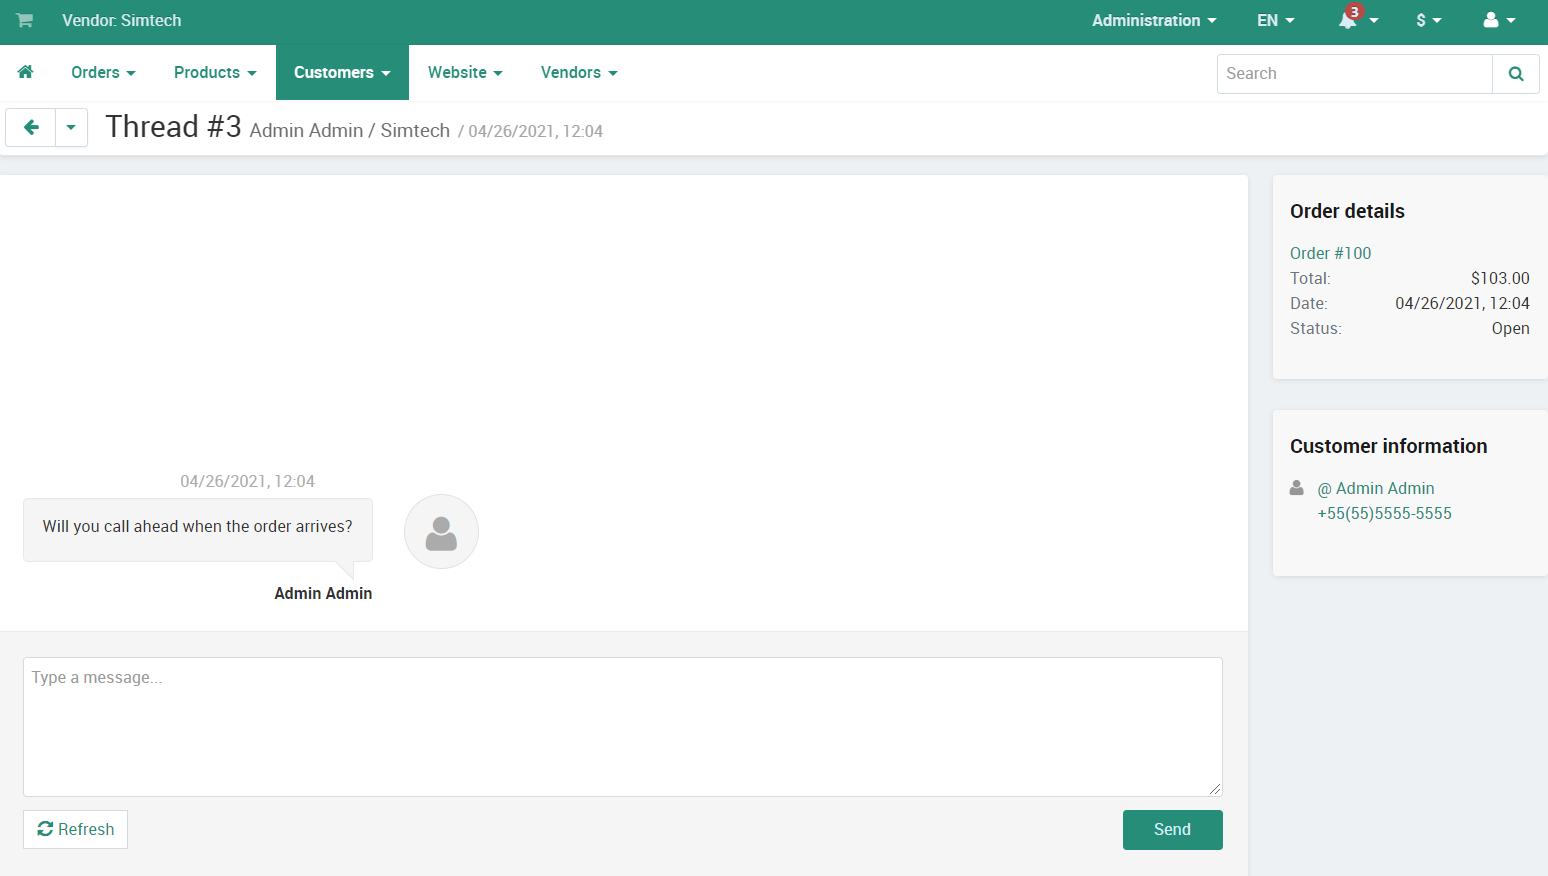 Vendor: Simtech
Administration
EN
3
$
Orders
Products
Customers
Website
Vendors
Search
Thread #3 Admin Admin / Simtech / 04/26/2021, 12:04
04/26/2021, 12:04
Will you call ahead when the order arrives?
Admin Admin
Type a message...
Refresh
Send
Order details
Order #100
Total: $103.00
Date: 04/26/2021, 12:04
Status: Open
Customer information
@ Admin Admin
+55(55)5555-5555